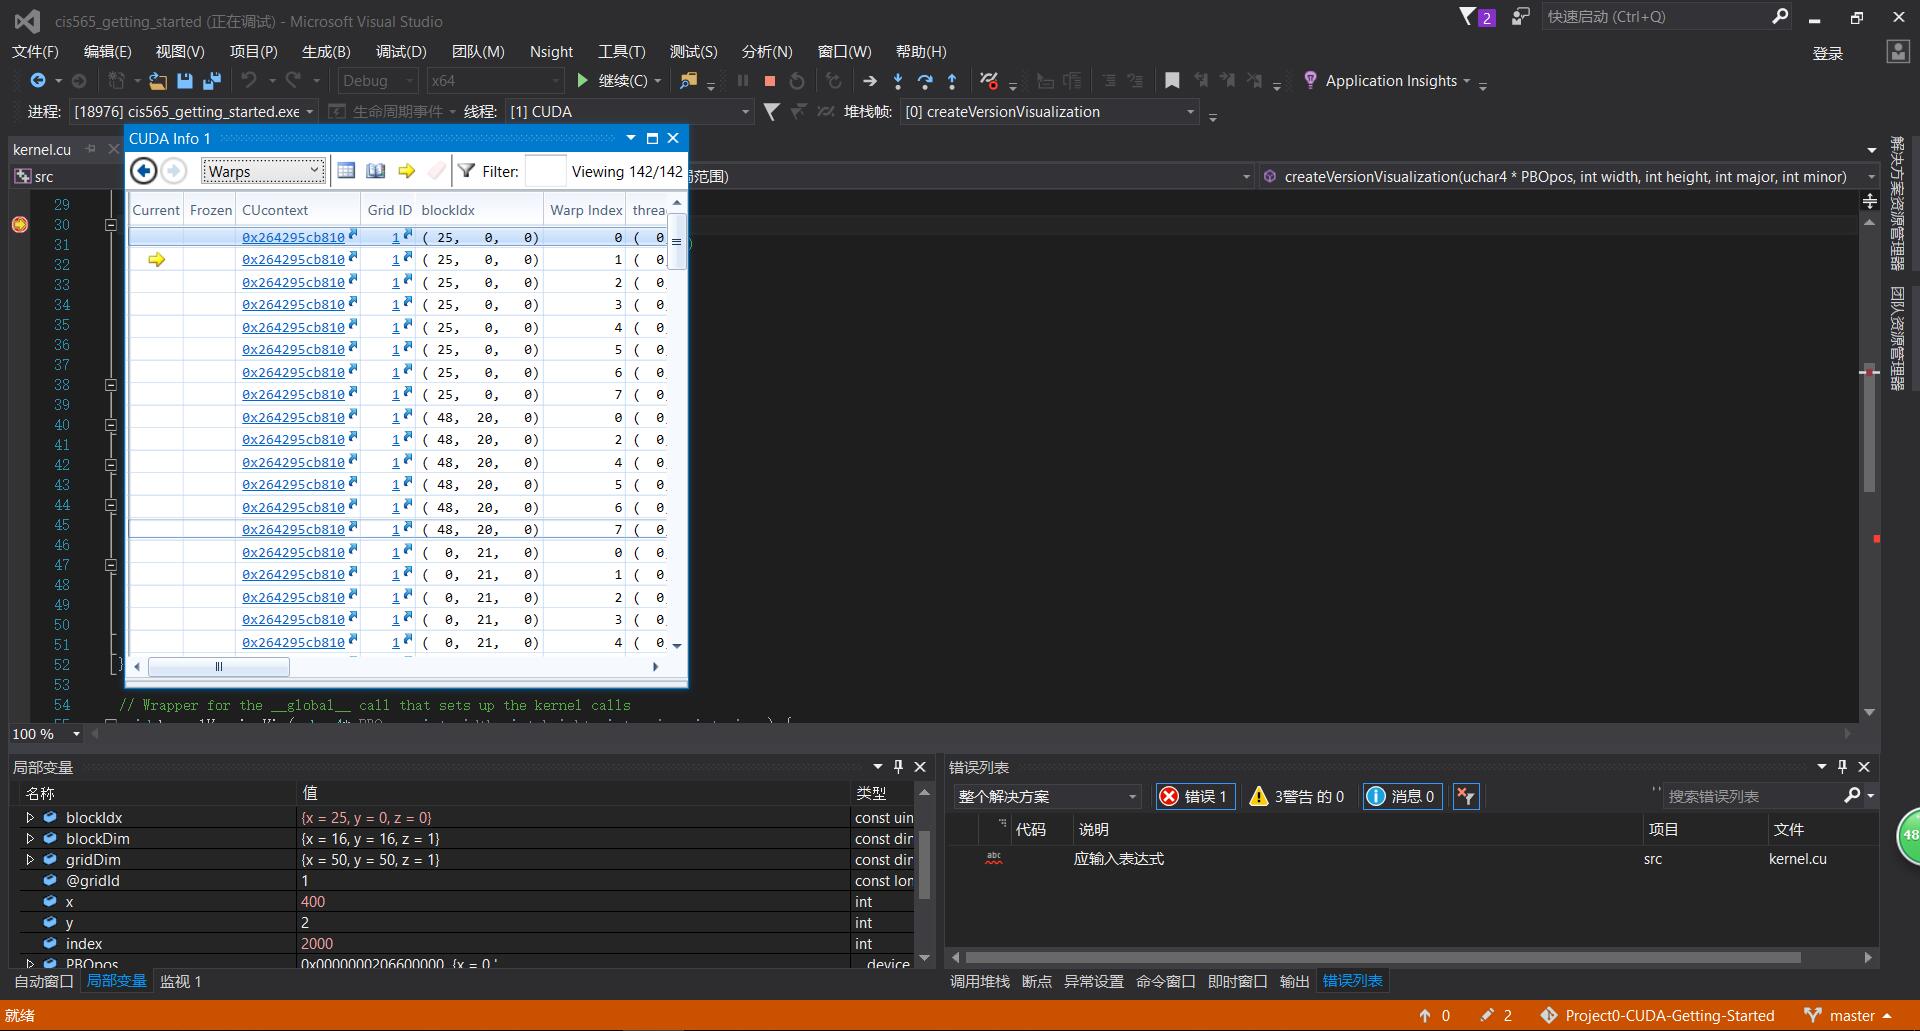 cis565_getting_started (正在调试) - Microsoft Visual Studio
2
快速启动 (Ctrl+Q)
文件(F) 编辑(E) 视图(V) 项目(P) 生成(B) 调试(D) 团队(M) Nsight 工具(T) 测试(S) 分析(N) 窗口(W) 帮助(H)
登录
Debug x64 继续(C) Application Insights
进程: [18976] cis565_getting_started.exe 生命周期事件 线程: [1] CUDA 堆栈帧: [0] createVersionVisualization
CUDA Info 1
kernel.cu
Warps Filter: Viewing 142/142
src
局范围)
createVersionVisualization(uchar4 * PBOpos, int width, int height, int major, int minor)
Current Frozen CUcontext Grid ID blockIdx Warp Index threa
0x264295cb810 1 ( 25, 0, 0) 0 ( 0
0x264295cb810 1 ( 25, 0, 0) 1 ( 0
0x264295cb810 1 ( 25, 0, 0) 2 ( 0
0x264295cb810 1 ( 25, 0, 0) 3 ( 0
0x264295cb810 1 ( 25, 0, 0) 4 ( 0
0x264295cb810 1 ( 25, 0, 0) 5 ( 0
0x264295cb810 1 ( 25, 0, 0) 6 ( 0
0x264295cb810 1 ( 25, 0, 0) 7 ( 0
0x264295cb810 1 ( 48, 20, 0) 0 ( 0
0x264295cb810 1 ( 48, 20, 0) 2 ( 0
0x264295cb810 1 ( 48, 20, 0) 4 ( 0
0x264295cb810 1 ( 48, 20, 0) 5 ( 0
0x264295cb810 1 ( 48, 20, 0) 6 ( 0
0x264295cb810 1 ( 48, 20, 0) 7 ( 0
0x264295cb810 1 ( 0, 21, 0) 0 ( 0
0x264295cb810 1 ( 0, 21, 0) 1 ( 0
0x264295cb810 1 ( 0, 21, 0) 2 ( 0
0x264295cb810 1 ( 0, 21, 0) 3 ( 0
0x264295cb810 1 ( 0, 21, 0) 4 ( 0
29
30
31
32
33
34
35
36
37
38
39
40
41
42
43
44
45
46
47
48
49
50
51
52 }
53
54 // Wrapper for the __global__ call that sets up the kernel calls
解决方案资源管理器
团队资源管理器
100 %
局部变量
名称 值 类型
blockIdx {x = 25, y = 0, z = 0} const uin
blockDim {x = 16, y = 16, z = 1} const dir
gridDim {x = 50, y = 50, z = 1} const dir
@gridId 1 const lor
x 400 int
y 2 int
index 2000 int
PBOpos 0x0000000206600000 {x = 0 ' device
自动窗口 局部变量 监视 1
错误列表
整个解决方案 错误 1 3警告 的 0 消息 0 搜索错误列表
代码 说明 项目 文件
abc 应输入表达式 src kernel.cu
48
调用堆栈 断点 异常设置 命令窗口 即时窗口 输出 错误列表
就绪 0 2 Project0-CUDA-Getting-Started master